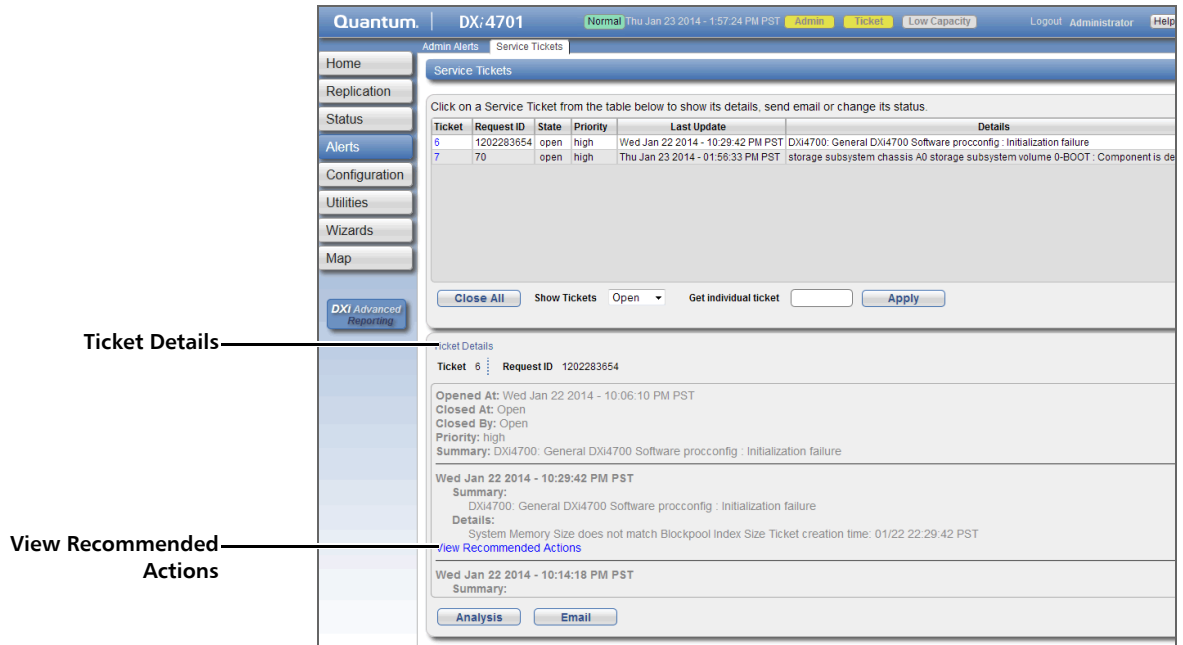 Quantum. DXi4701 Normal Thu Jan 23 2014 - 1:57:24 PM PST Admin Ticket Low Capacity Logout Administrator Help
Admin Alerts Service Tickets
Home
Replication
Status
Alerts
Configuration
Utilities
Wizards
Map
DXi Advanced
Reporting
Service Tickets
Click on a Service Ticket from the table below to show its details, send email or change its status.
Ticket Request ID State Priority Last Update Details
6 1202283654 open high Wed Jan 22 2014 - 10:29:42 PM PST DXi4700: General DXi4700 Software procconfig : Initialization failure
7 70 open high Thu Jan 23 2014 - 01:56:33 PM PST storage subsystem chassis A0 storage subsystem volume 0-BOOT : Component is de
Close All Show Tickets Open Get individual ticket Apply
Ticket Details
Ticket Details
Ticket 6 Request ID 1202283654
Opened At: Wed Jan 22 2014 - 10:06:10 PM PST
Closed At: Open
Closed By: Open
Priority: high
Summary: DXi4700: General DXi4700 Software procconfig : Initialization failure
Wed Jan 22 2014 - 10:29:42 PM PST
Summary:
DXi4700: General DXi4700 Software procconfig : Initialization failure
Details:
System Memory Size does not match Blockpool Index Size Ticket creation time: 01/22 22:29:42 PST
View Recommended Actions
View Recommended
Actions
Wed Jan 22 2014 - 10:14:18 PM PST
Summary:
Analysis Email